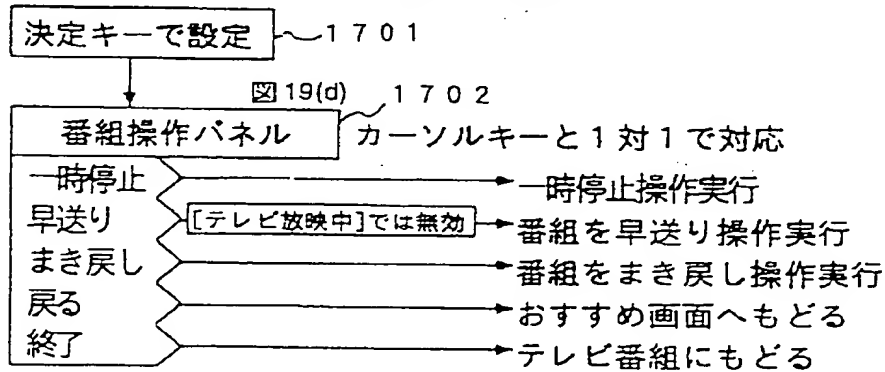 決定キーで設定 1701
図19(d) 1702
番組操作パネル カーソルキーと1対1で対応
一時停止 一時停止操作実行
早送り [テレビ放映中]では無効 番組を早送り操作実行
まき戻し 番組をまき戻し操作実行
戻る おすすめ画面へもどる
終了 テレビ番組にもどる